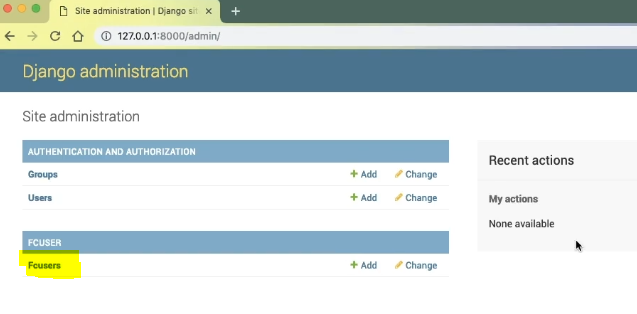 Site administration | Django sit
127.0.0.1:8000/admin/
Django administration
Site administration
AUTHENTICATION AND AUTHORIZATION
Groups + Add Change
Users + Add Change
FCUSER
Fcusers + Add Change
Recent actions
My actions
None available